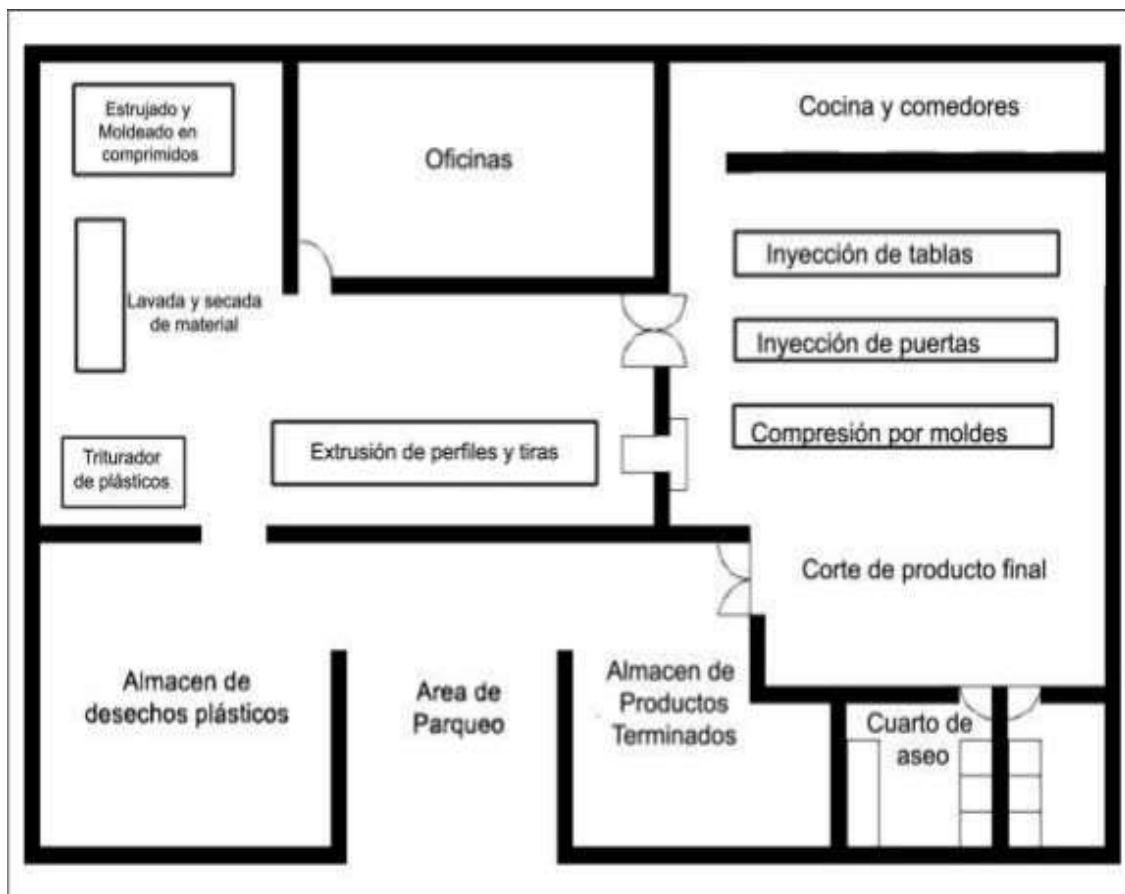 Estrujado y
Moldeado en
comprimidos
Oficinas
Cocina y comedores
Inyección de tablas
Lavada y secada
de material
Inyección de puertas
Compresión por moldes
Extrusión de perfiles y tiras
Triturador
de plásticos
Corte de producto final
Almacen de
desechos plásticos
Area de
Parqueo
Almacen de
Productos
Terminados
Cuarto de
aseo